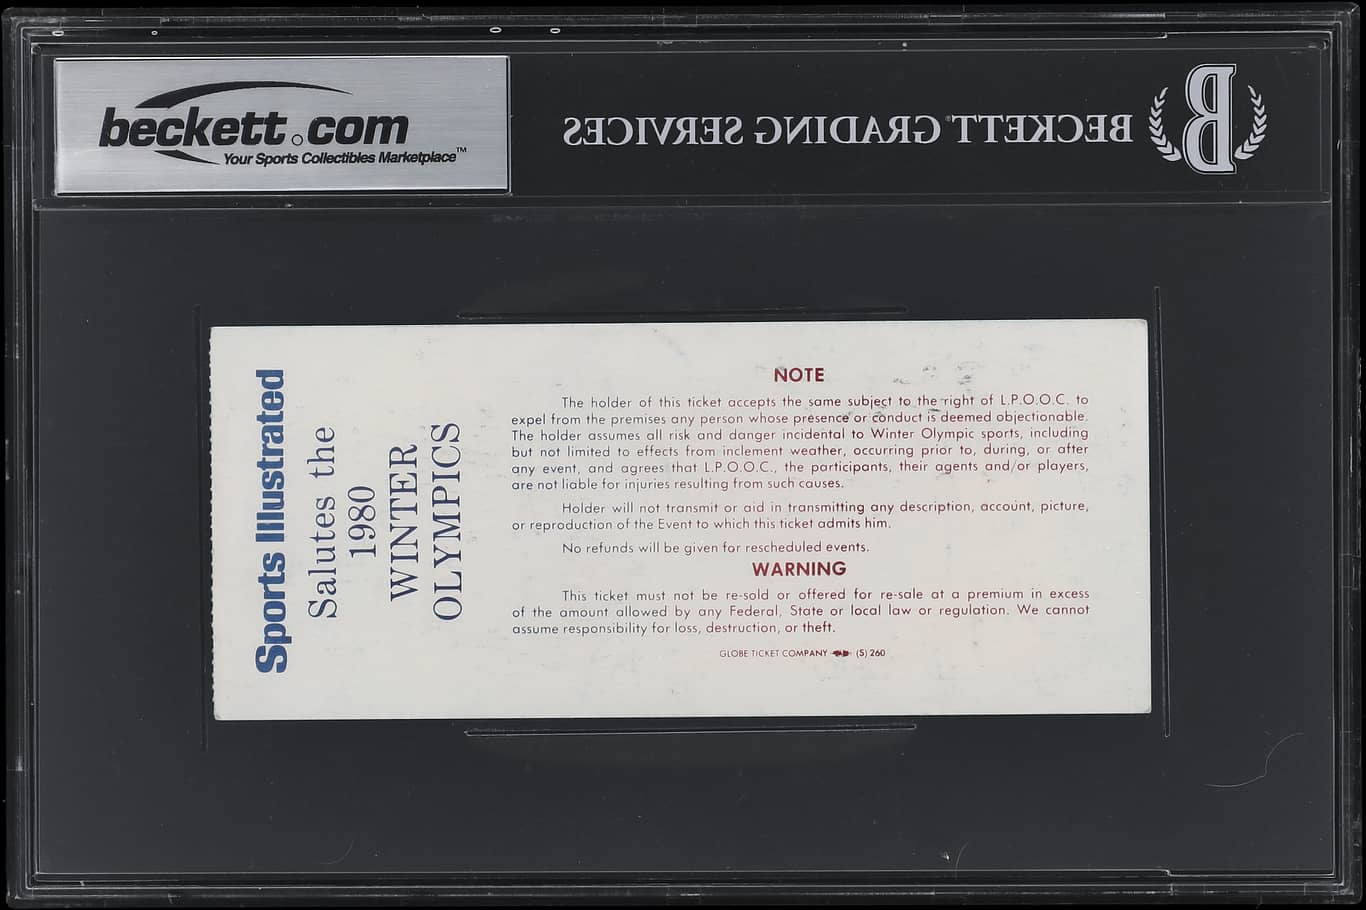 beckett.com
Your Sports Collectibles Marketplace™
BECKETT GRADING SERVICES
B
Sports Illustrated
Salutes the
1980
WINTER
OLYMPICS
NOTE
The holder of this ticket accepts the same subject to the right of L.P.O.O.C. to
expel from the premises any person whose presence or conduct is deemed objectionable.
The holder assumes all risk and danger incidental to Winter Olympic sports, including
but not limited to effects from inclement weather, occurring prior to, during, or after
any event, and agrees that L.P.O.O.C., the participants, their agents and/or players,
are not liable for injuries resulting from such causes.
Holder will not transmit or aid in transmitting any description, account, picture,
or reproduction of the Event to which this ticket admits him.
No refunds will be given for rescheduled events.
WARNING
This ticket must not be re-sold or offered for re-sale at a premium in excess
of the amount allowed by any Federal, State or local law or regulation. We cannot
assume responsibility for loss, destruction, or theft.
GLOBE TICKET COMPANY (S) 260